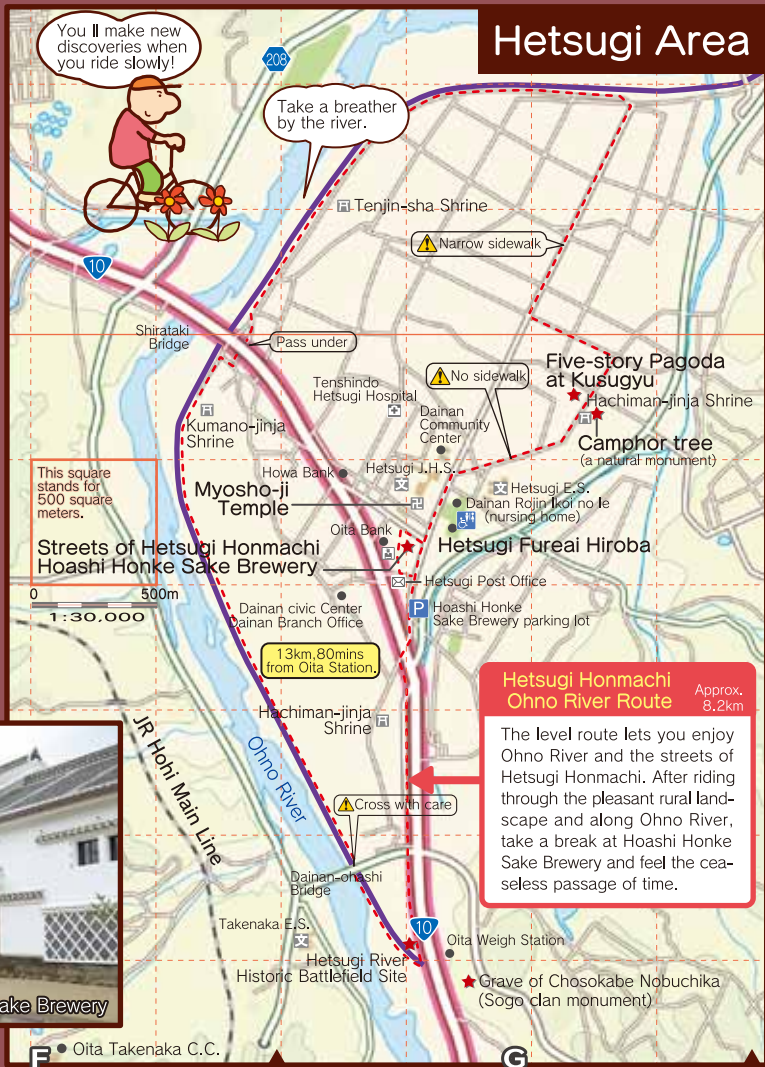 Hetsugi Area
You ll make new
discoveries when
you ride slowly!
208
Take a breather
by the river.
Tenjin-sha Shrine
Narrow sidewalk
10
Shirataki
Bridge
Pass under
Five-story Pagoda
at Kusugyu
Tenshindo
Hetsugi Hospital
No sidewalk
Hachiman-jinja Shrine
Kumano-jinja
Shrine
Dainan
Community
Center
Camphor tree
(a natural monument)
This square
stands for
500 square
meters.
Howa Bank
Hetsugi J.H.S.
文
Hetsugi E.S.
文
Myosho-ji
Temple
卍
Dainan Rojin Ikoi no Ie
(nursing home)
Oita Bank
Streets of Hetsugi Honmachi
Hoashi Honke Sake Brewery
Hetsugi Fureai Hiroba
Hetsugi Post Office
0 500m
1:30,000
Dainan civic Center
Dainan Branch Office
P
Hoashi Honke
Sake Brewery parking lot
13km,80mins
from Oita Station.
Hetsugi Honmachi
Ohno River Route
Approx.
8.2km
The level route lets you enjoy
Ohno River and the streets of
Hetsugi Honmachi. After riding
through the pleasant rural land-
scape and along Ohno River,
take a break at Hoashi Honke
Sake Brewery and feel the cea-
seless passage of time.
Hachiman-jinja
Shrine
JR Hohi Main Line
Ohno River
Cross with care
Dainan-ohashi
Bridge
Takenaka E.S.
文
10
Oita Weigh Station
Hetsugi River
Historic Battlefield Site
Grave of Chosokabe Nobuchika
(Sogo clan monument)
ake Brewery
F
Oita Takenaka C.C.
G